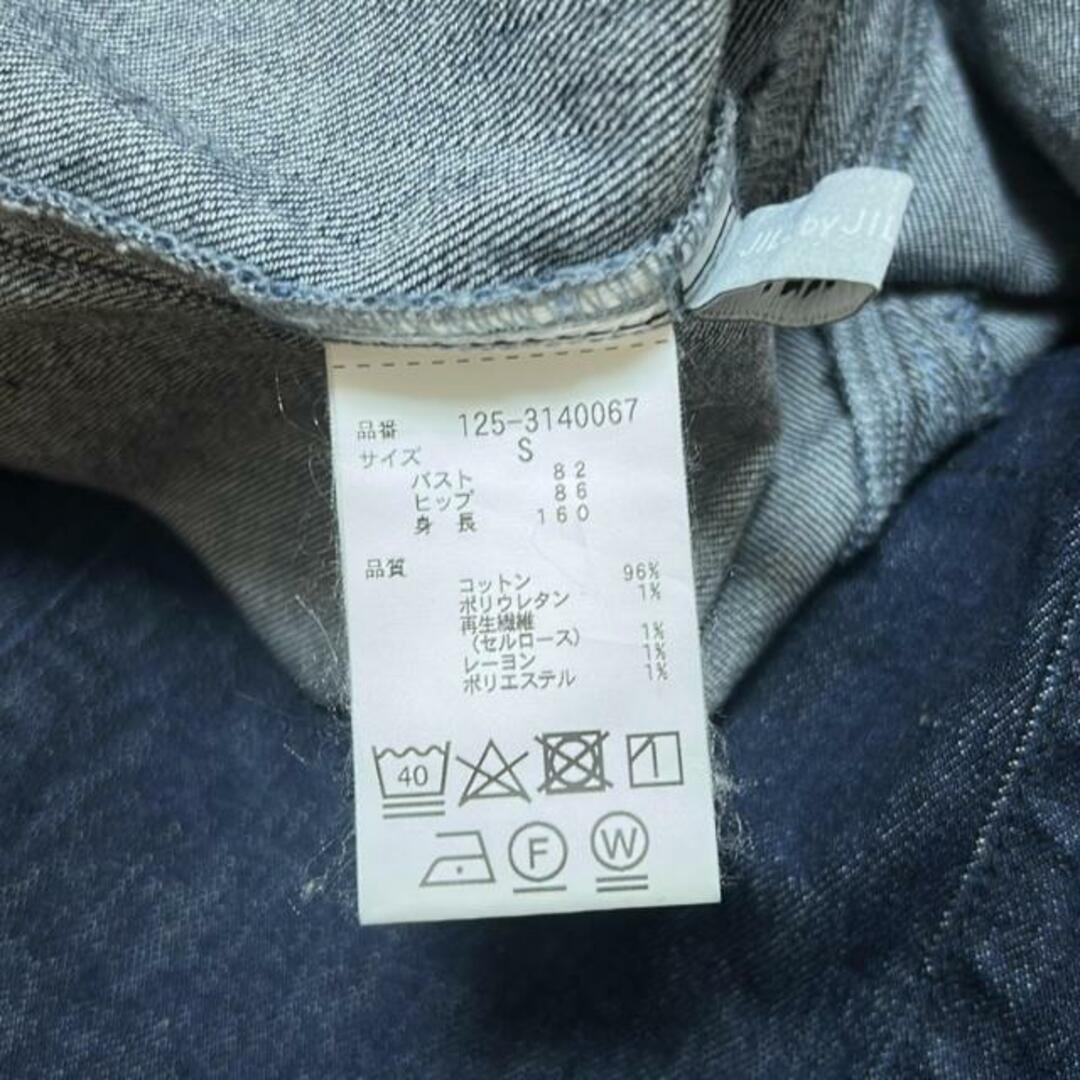 JILL by JILL
品番 125-3140067
サイズ S
バスト 82
ヒップ 86
身長 160
品質
コットン 96%
ポリウレタン 1%
再生繊維
(セルロース) 1%
レーヨン 1%
ポリエステル 1%
40
F W